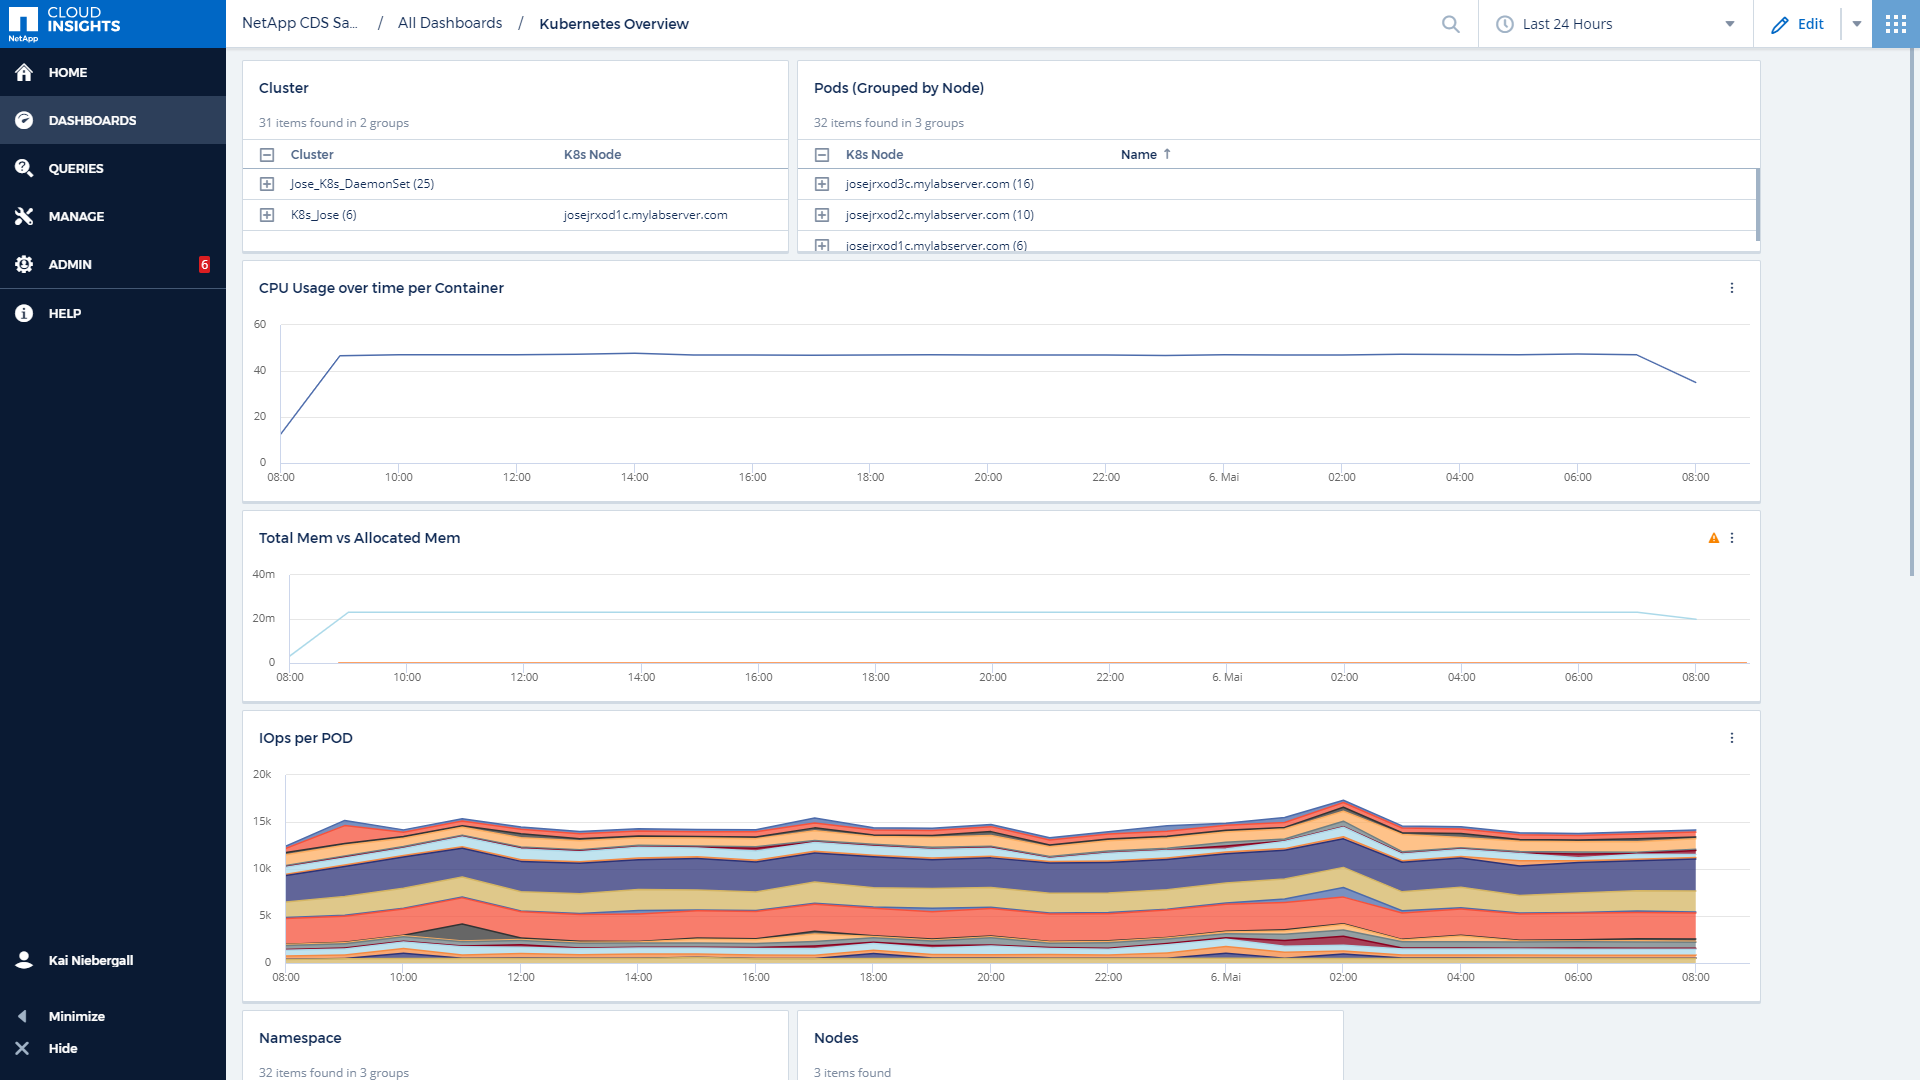 NetApp
CLOUD
INSIGHTS
NetApp CDS Sa... / All Dashboards / Kubernetes Overview
Last 24 Hours
Edit
HOME
DASHBOARDS
QUERIES
MANAGE
ADMIN 6
HELP
Kai Niebergall
Minimize
Hide
Cluster
31 items found in 2 groups
Cluster K8s Node
Jose_K8s_DaemonSet (25)
K8s_Jose (6) josejrxod1c.mylabserver.com
Pods (Grouped by Node)
32 items found in 3 groups
K8s Node Name ↑
josejrxod3c.mylabserver.com (16)
josejrxod2c.mylabserver.com (10)
josejrxod1c.mylabserver.com (6)
CPU Usage over time per Container
60
40
20
0
08:00 10:00 12:00 14:00 16:00 18:00 20:00 22:00 6. Mai 02:00 04:00 06:00 08:00
Total Mem vs Allocated Mem
40m
20m
0
08:00 10:00 12:00 14:00 16:00 18:00 20:00 22:00 6. Mai 02:00 04:00 06:00 08:00
IOps per POD
20k
15k
10k
5k
0
08:00 10:00 12:00 14:00 16:00 18:00 20:00 22:00 6. Mai 02:00 04:00 06:00 08:00
Namespace
32 items found in 3 groups
Nodes
3 items found